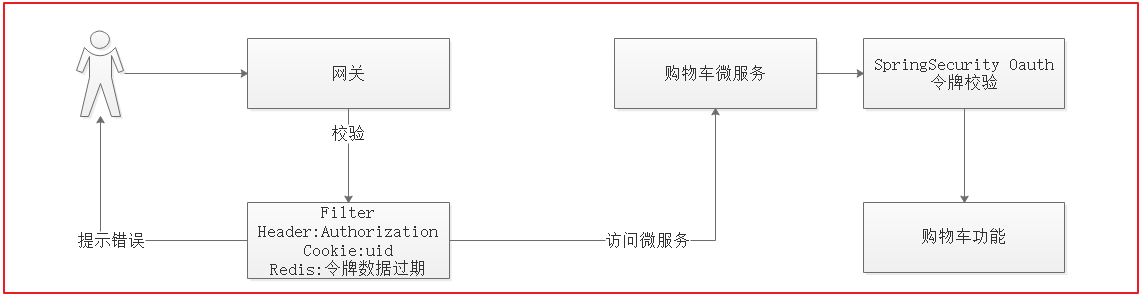 网关
购物车微服务
SpringSecurity Oauth
令牌校验
校验
Filter
Header:Authorization
Cookie:uid
Redis:令牌数据过期
提示错误
访问微服务
购物车功能